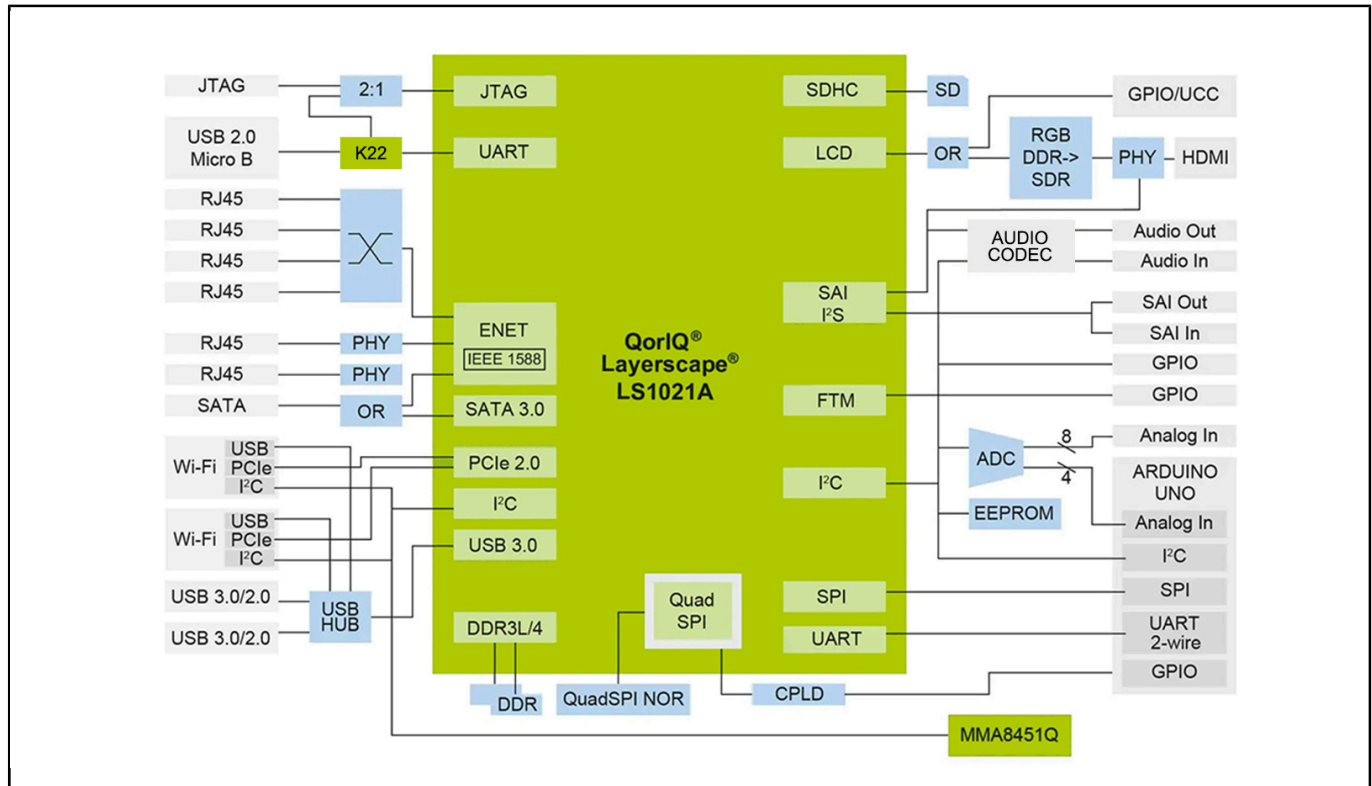 JTAG
2:1
JTAG
USB 2.0
Micro B
K22
UART
RJ45
RJ45
RJ45
RJ45
RJ45
PHY
ENET
IEEE 1588
RJ45
PHY
SATA
OR
SATA 3.0
Wi-Fi
USB
PCIe
I²C
PCIe 2.0
I²C
Wi-Fi
USB
PCIe
I²C
USB 3.0
USB 3.0/2.0
USB 3.0/2.0
USB
HUB
DDR3L/4
DDR
QorIQ®
Layerscape®
LS1021A
Quad
SPI
QuadSPI NOR
CPLD
SDHC
SD
LCD
OR
RGB
DDR->
SDR
PHY
HDMI
GPIO/UCC
AUDIO
CODEC
Audio Out
Audio In
SAI
I²S
SAI Out
SAI In
GPIO
FTM
GPIO
I²C
ADC
8
4
Analog In
EEPROM
ARDUINO
UNO
Analog In
I²C
SPI
SPI
UART
UART
2-wire
GPIO
MMA8451Q